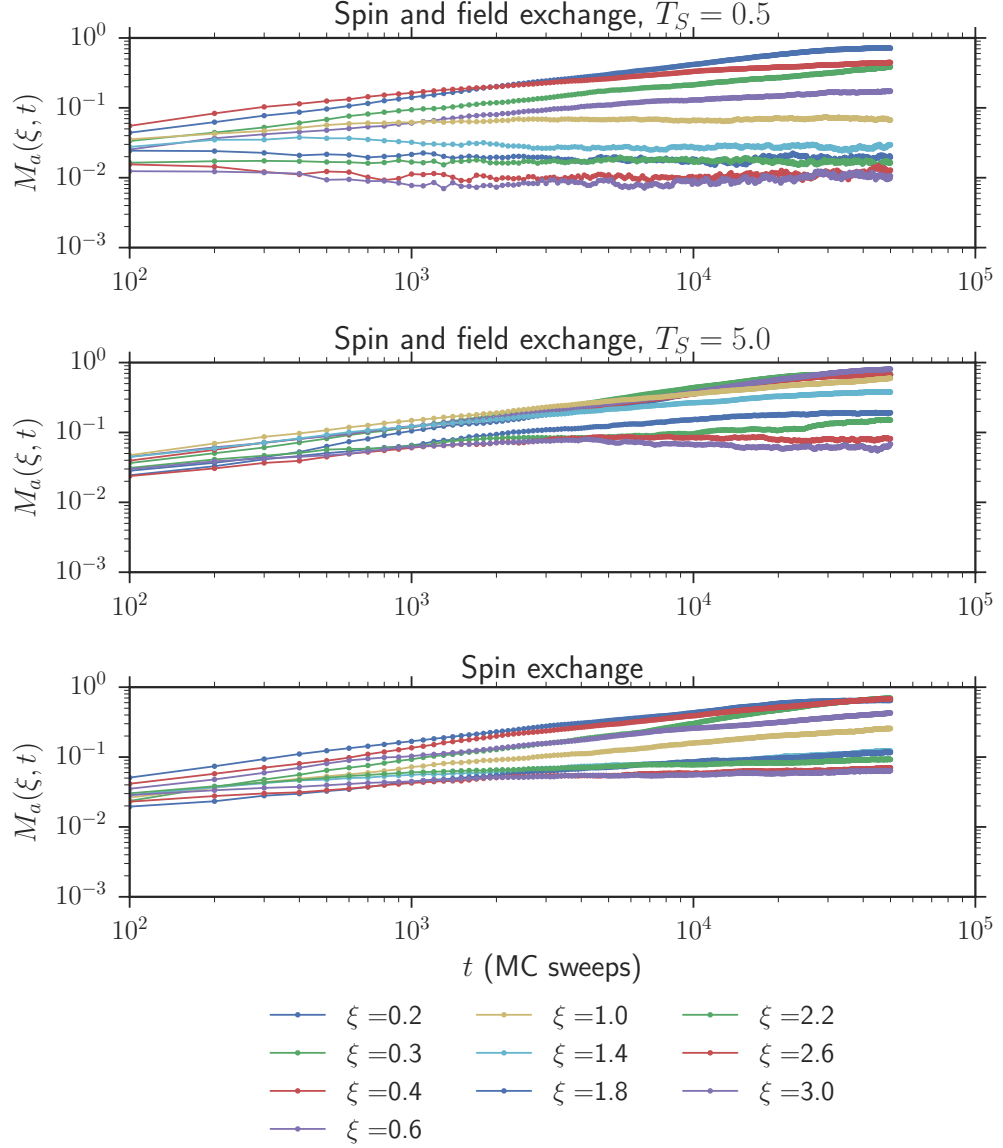 Spin and field exchange, $T_S = 0.5$
$10^0$
$10^{-1}$
$10^{-2}$
$10^{-3}$
$M_a(\xi, t)$
$10^2$ $10^3$ $10^4$ $10^5$
Spin and field exchange, $T_S = 5.0$
$10^0$
$10^{-1}$
$10^{-2}$
$10^{-3}$
$M_a(\xi, t)$
$10^2$ $10^3$ $10^4$ $10^5$
Spin exchange
$10^0$
$10^{-1}$
$10^{-2}$
$10^{-3}$
$M_a(\xi, t)$
$10^2$ $10^3$ $10^4$ $10^5$
$t$ (MC sweeps)
ξ =0.2 ξ =1.0 ξ =2.2
ξ =0.3 ξ =1.4 ξ =2.6
ξ =0.4 ξ =1.8 ξ =3.0
ξ =0.6